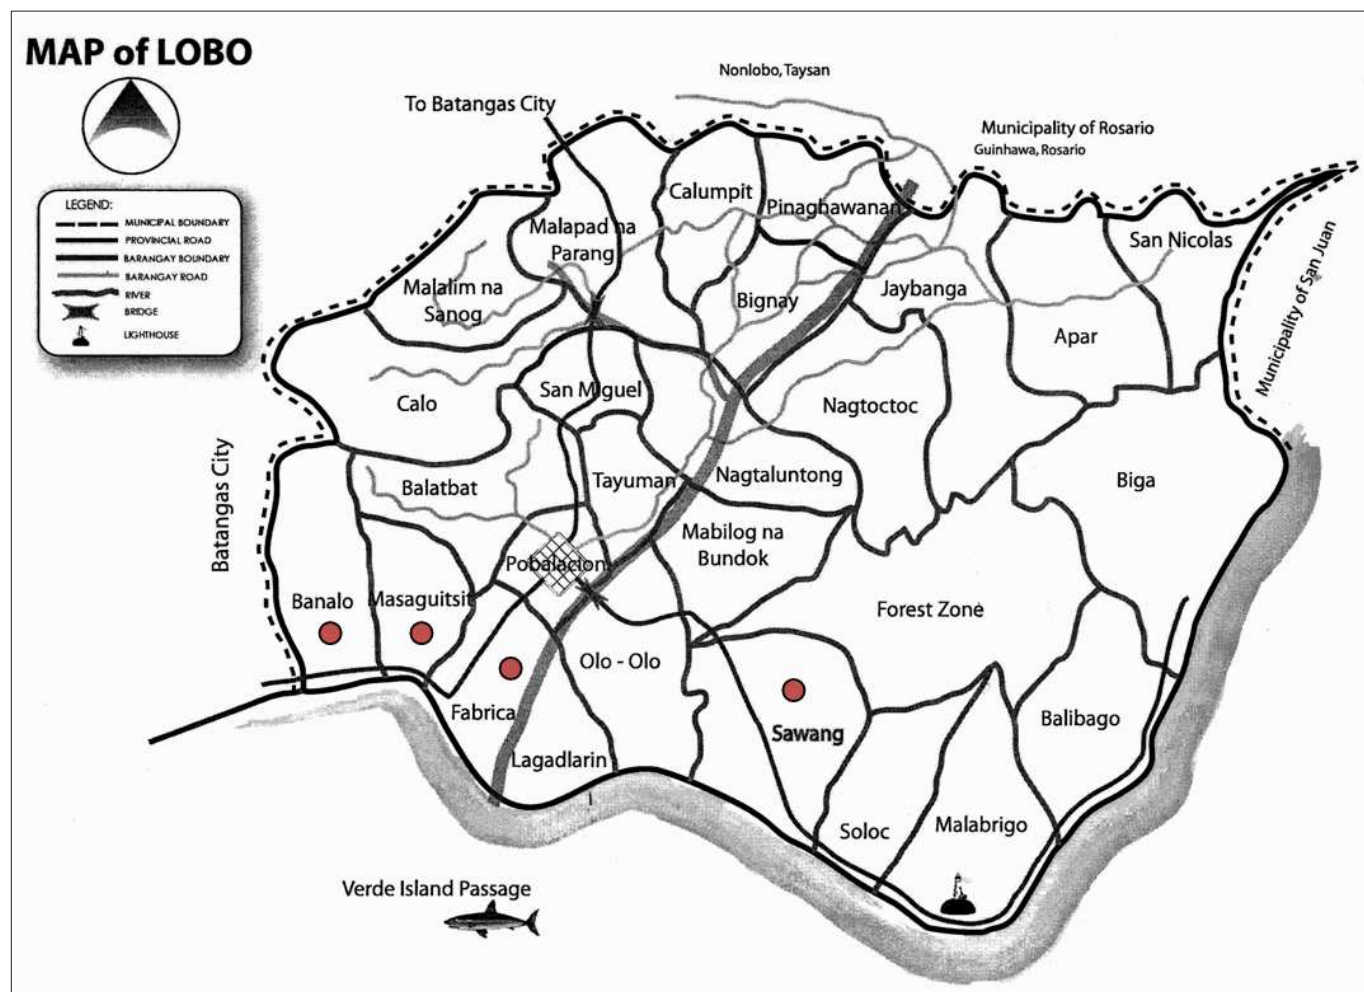 MAP of LOBO
Nonlobo, Taysan
To Batangas City
Municipality of Rosario
Guinhawa, Rosario
LEGEND:
MUNICIPAL BOUNDARY
PROVINCIAL ROAD
BARANGAY BOUNDARY
BARANGAY ROAD
RIVER
BRIDGE
LIGHTHOUSE
Calumpit
Pinaghawanan
Malapad na
Parang
San Nicolas
Municipality of San Juan
Malalim na
Sanog
Bignay
Jaybanga
Apar
Calo
San Miguel
Nagtoctoc
Batangas City
Balatbat
Tayuman
Nagtaluntong
Biga
Mabilog na
Bundok
Pobalacion
Banalo
Masaguitsit
Forest Zone
Olo - Olo
Fabrica
Sawang
Balibago
Lagadlarin
Soloc
Malabrigo
Verde Island Passage